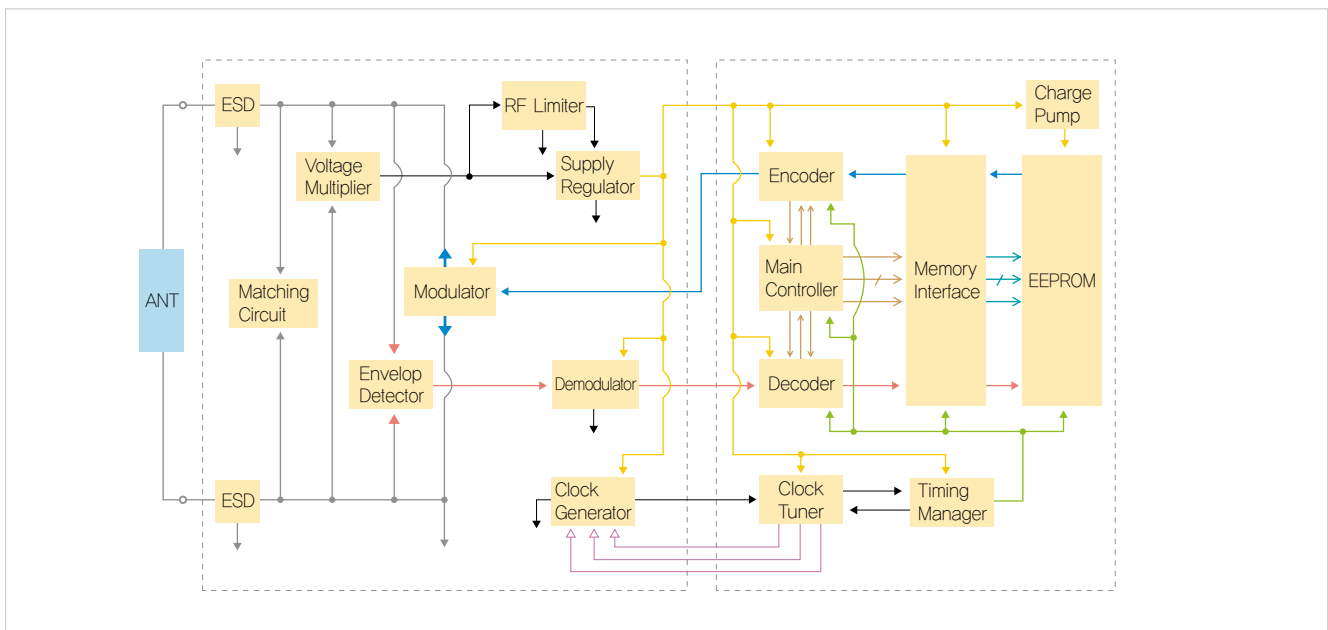 ESD
RF Limiter
Charge
Pump
Voltage
Multiplier
Supply
Regulator
Encoder
ANT
Matching
Circuit
Modulator
Main
Controller
Memory
Interface
EEPROM
Envelop
Detector
Demodulator
Decoder
ESD
Clock
Generator
Clock
Tuner
Timing
Manager